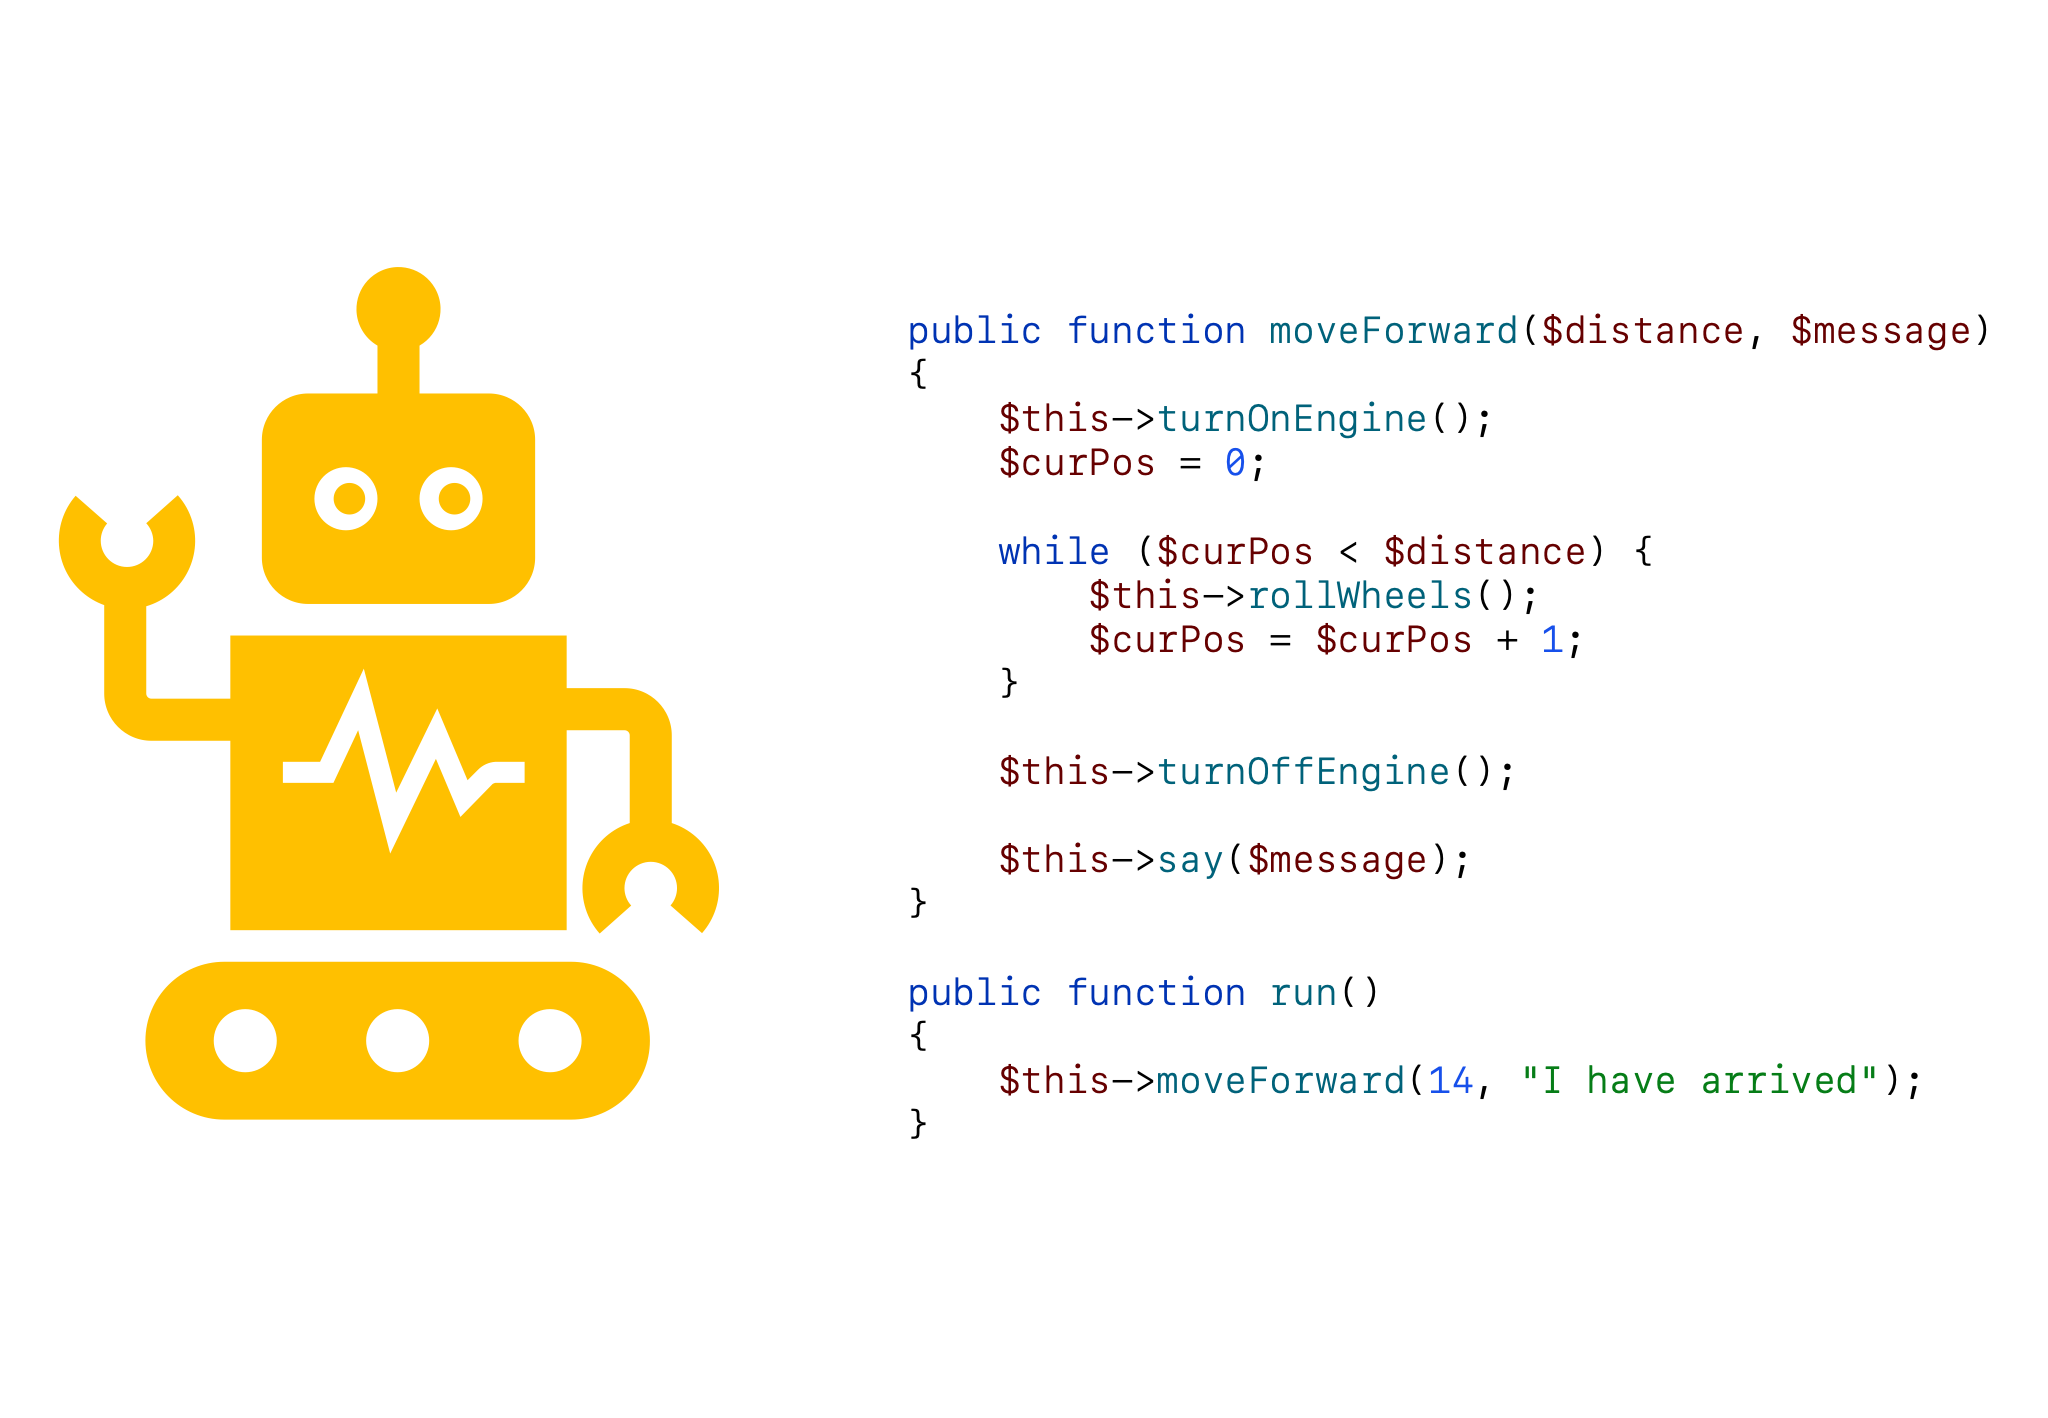 public function moveForward($distance, $message)
{
    $this->turnOnEngine();
    $curPos = 0;

    while ($curPos < $distance) {
        $this->rollWheels();
        $curPos = $curPos + 1;
    }

    $this->turnOffEngine();

    $this->say($message);
}

public function run()
{
    $this->moveForward(14, "I have arrived");
}